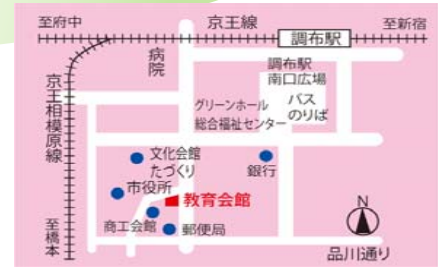 至府中
京王線
至新宿
調布駅
病院
調布駅
南口広場
バス
のりば
京王相模原線
グリーンホール
総合福祉センター
文化会館
たづくり
銀行
市役所
教育会館
商工会館
郵便局
至橋本
N
品川通り